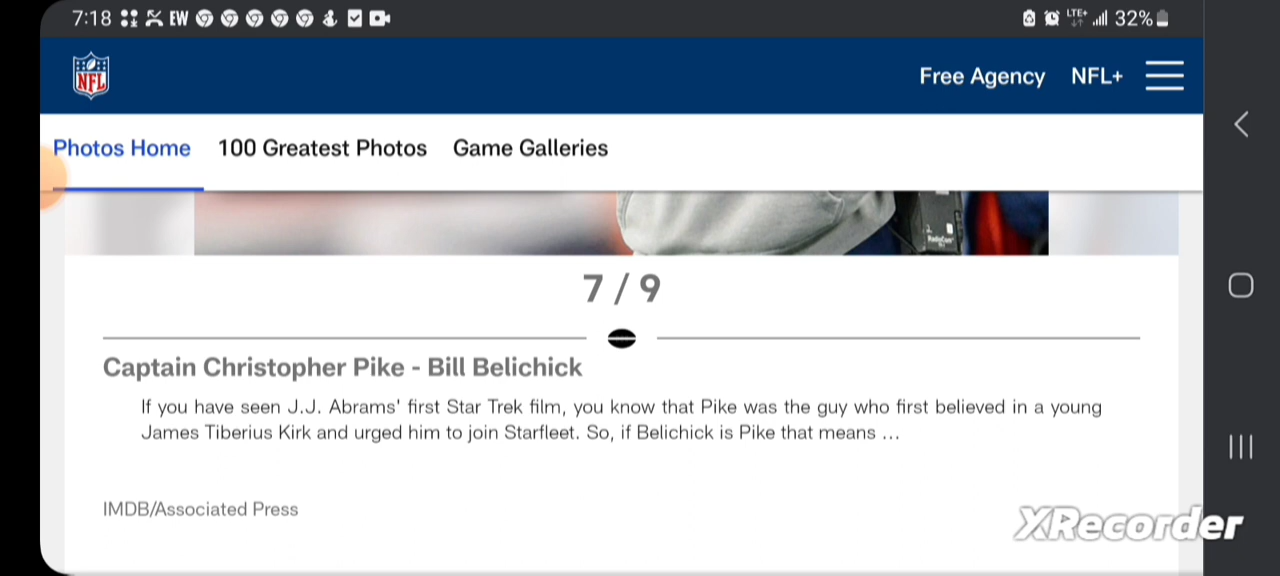 7:18 EW LTE+ 32%
NFL Free Agency NFL+
Photos Home 100 Greatest Photos Game Galleries
7 / 9
Captain Christopher Pike - Bill Belichick
If you have seen J.J. Abrams' first Star Trek film, you know that Pike was the guy who first believed in a young
James Tiberius Kirk and urged him to join Starfleet. So, if Belichick is Pike that means ...
IMDB/Associated Press
XRecorder